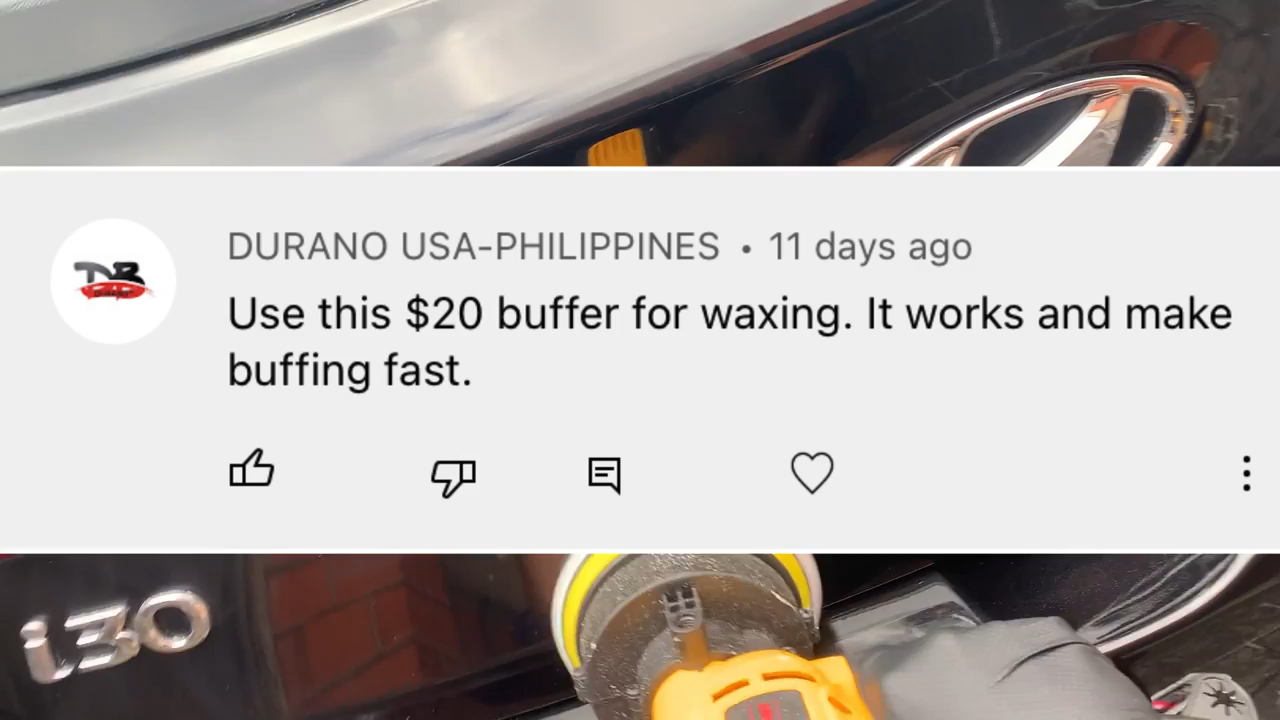 DURANO USA-PHILIPPINES • 11 days ago
Use this $20 buffer for waxing. It works and make
buffing fast.
i30